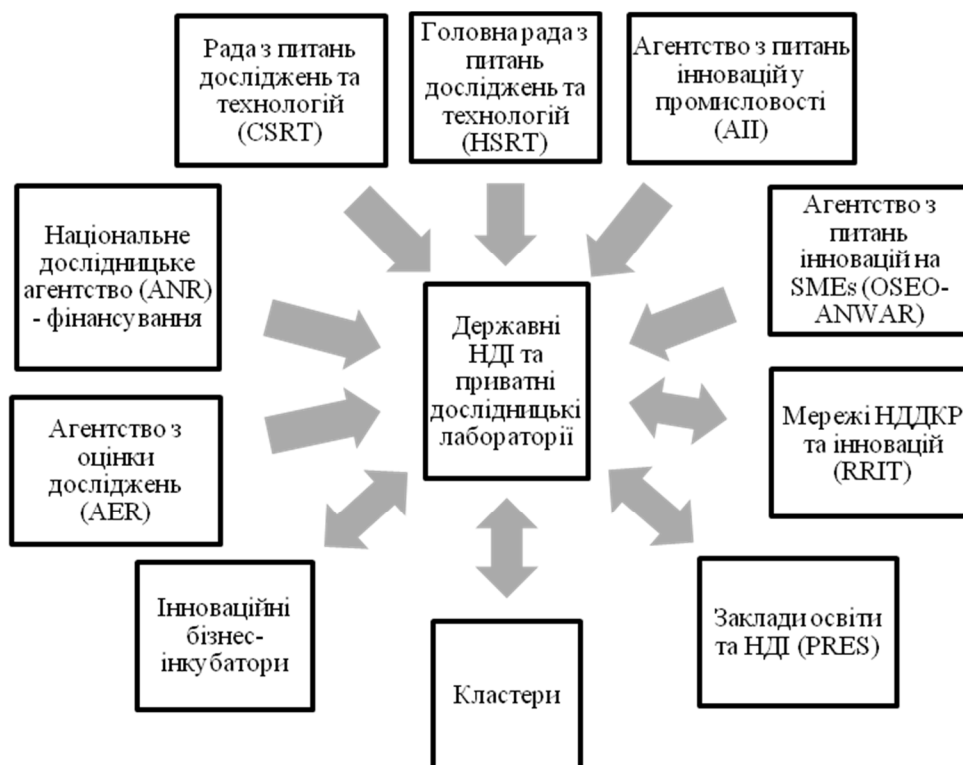 Рада з питань
досліджень та
технологій
(CSRT)
Головна рада з
питань
досліджень та
технологій
(HSRT)
Агентство з питань
інновацій у
промисловості
(АІІ)
Національне
дослідницьке
агентство (ANR)
- фінансування
Агентство з
питань
інновацій на
SMEs (OSEO-
ANWAR)
Державні
НДІ та
приватні
дослідницькі
лабораторії
Агентство з
оцінки
досліджень
(AER)
Мережі НДДКР
та інновацій
(RRIT)
Інноваційні
бізнес-
інкубатори
Кластери
Заклади освіти
та НДІ (PRES)